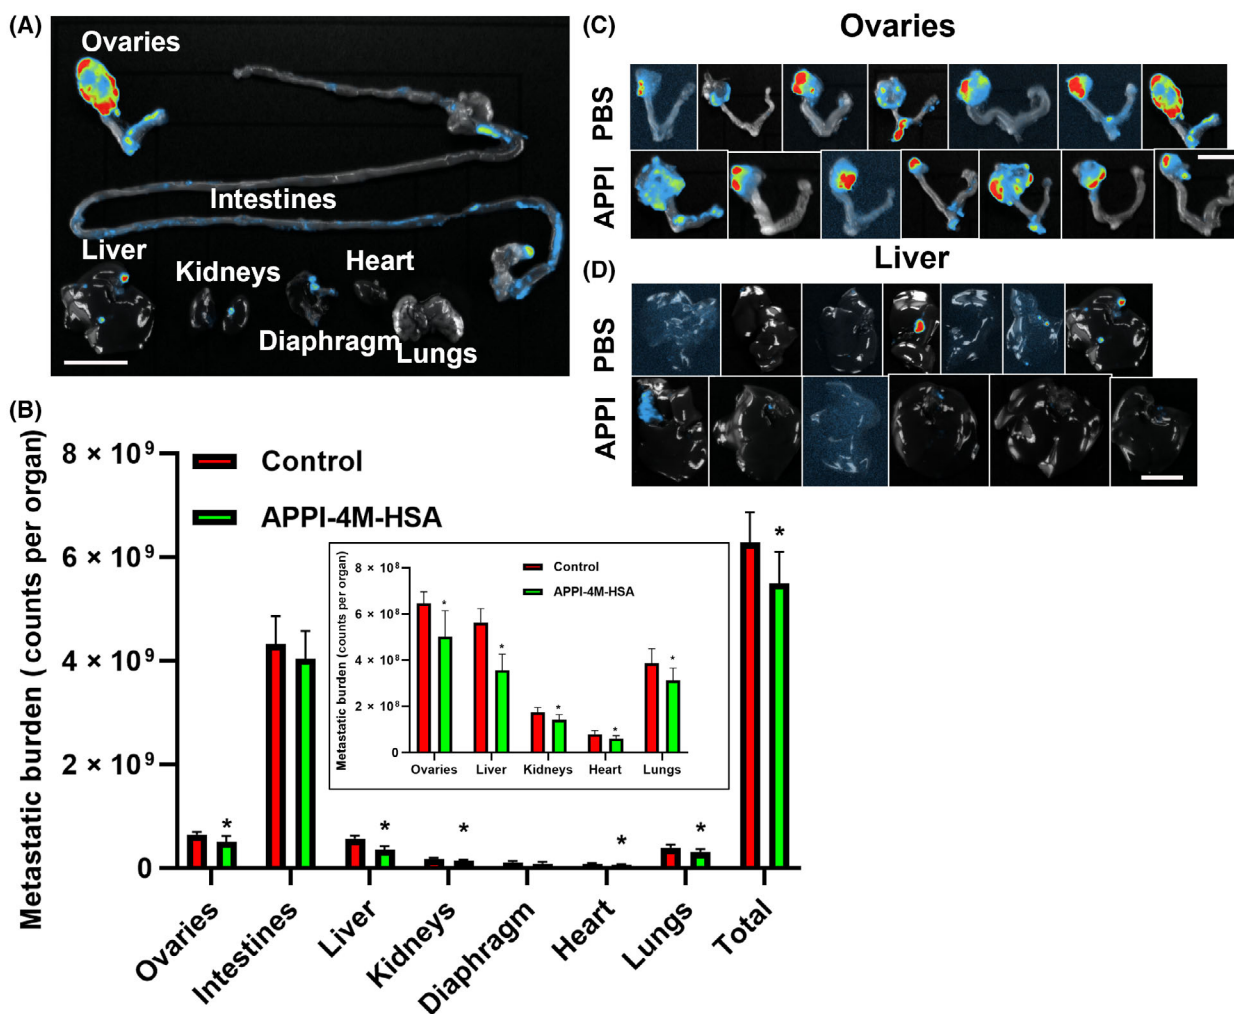 (A)
Ovaries
Intestines
Liver
Kidneys
Heart
Diaphragm
Lungs
(C)
Ovaries
PBS
APPI
(D)
Liver
PBS
APPI
(B)
Metastatic burden (counts per organ)
8 × 10⁹
6 × 10⁹
4 × 10⁹
2 × 10⁹
0
Control
APPI-4M-HSA
Metastatic burden (counts per organ)
8 × 10⁸
6 × 10⁸
4 × 10⁸
2 × 10⁸
0
Control
APPI-4M-HSA
* * * * *
Ovaries Liver Kidneys Heart Lungs
* * * * * *
Ovaries Intestines Liver Kidneys Diaphragm Heart Lungs Total